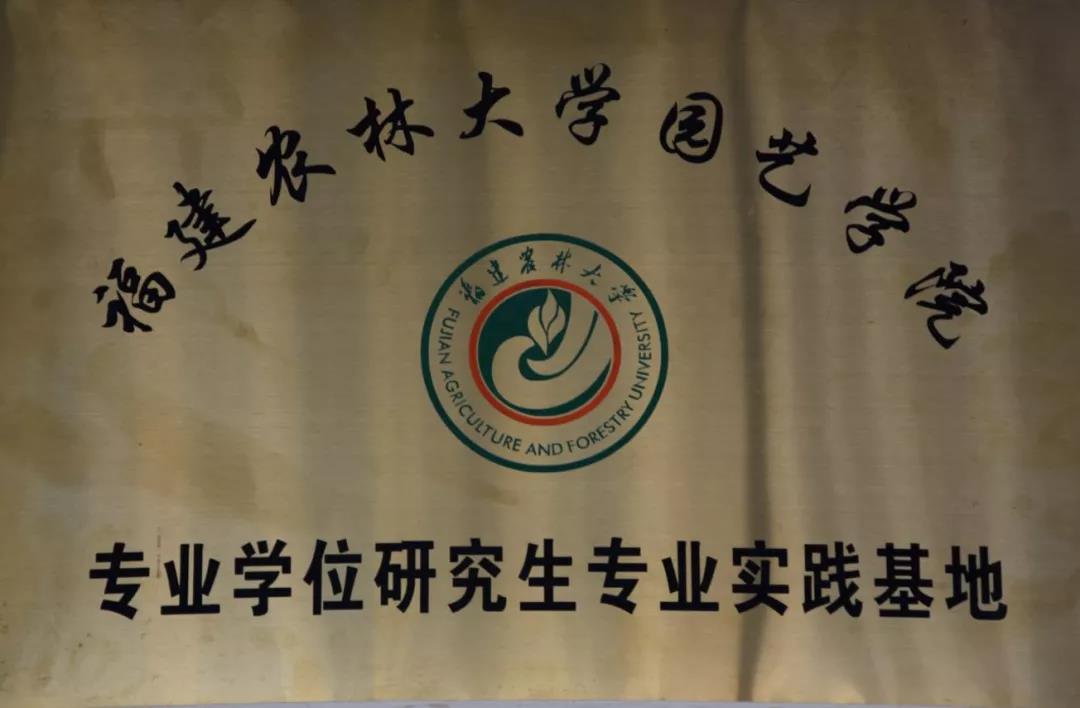 福建农林大学园艺学院
福建农林大学
FUJIAN AGRICULTURE AND FORESTRY UNIVERSITY
专业学位研究生专业实践基地